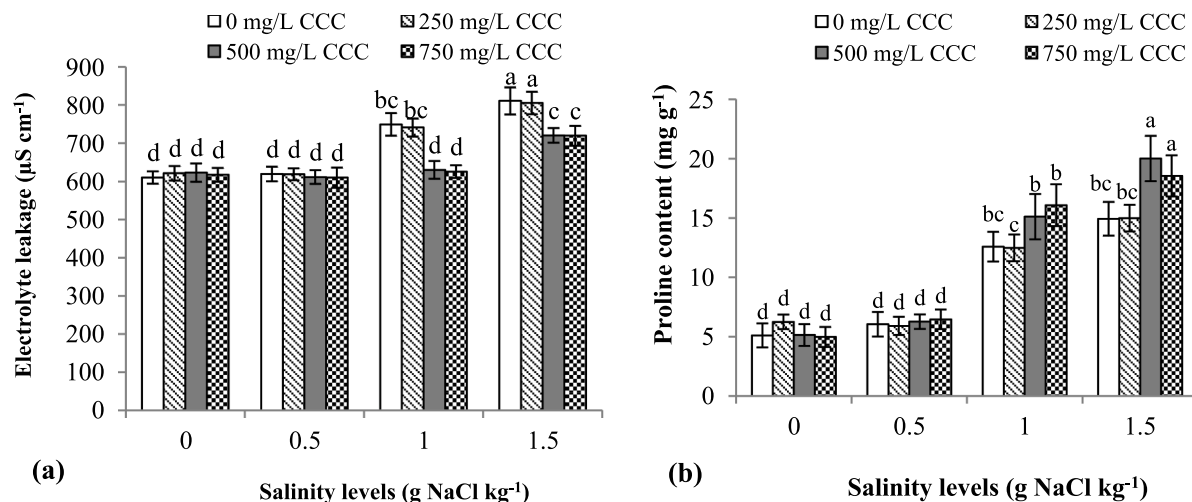 0 mg/L CCC 250 mg/L CCC
500 mg/L CCC 750 mg/L CCC
Electrolyte leakage (µS cm⁻¹)
900
800
700
600
500
400
300
200
100
0
d d d d
d d d d
bc bc d d
a a c c
0 0.5 1 1.5
(a)
Salinity levels (g NaCl kg⁻¹)
0 mg/L CCC 250 mg/L CCC
500 mg/L CCC 750 mg/L CCC
Proline content (mg g⁻¹)
25
20
15
10
5
0
d d d d
d d d d
bc c b b
bc bc a a
0 0.5 1 1.5
(b)
Salinity levels (g NaCl kg⁻¹)